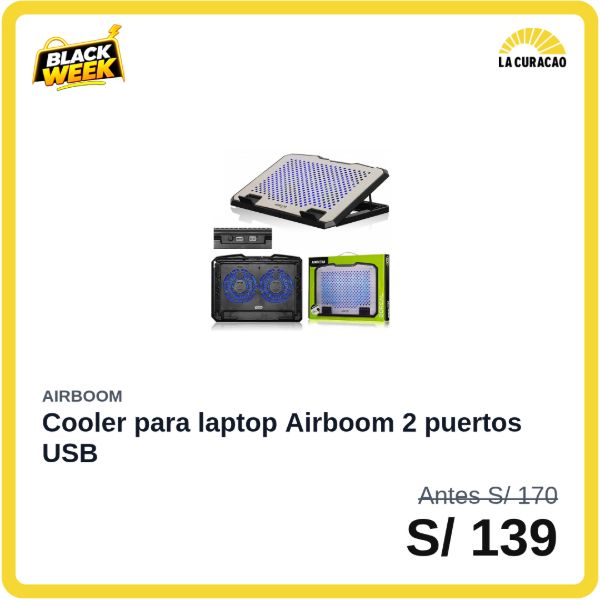 BLACK
WEEK
LA CURACAO
AIRBOOM
Cooler para laptop Airboom 2 puertos
USB
Antes S/ 170
S/ 139